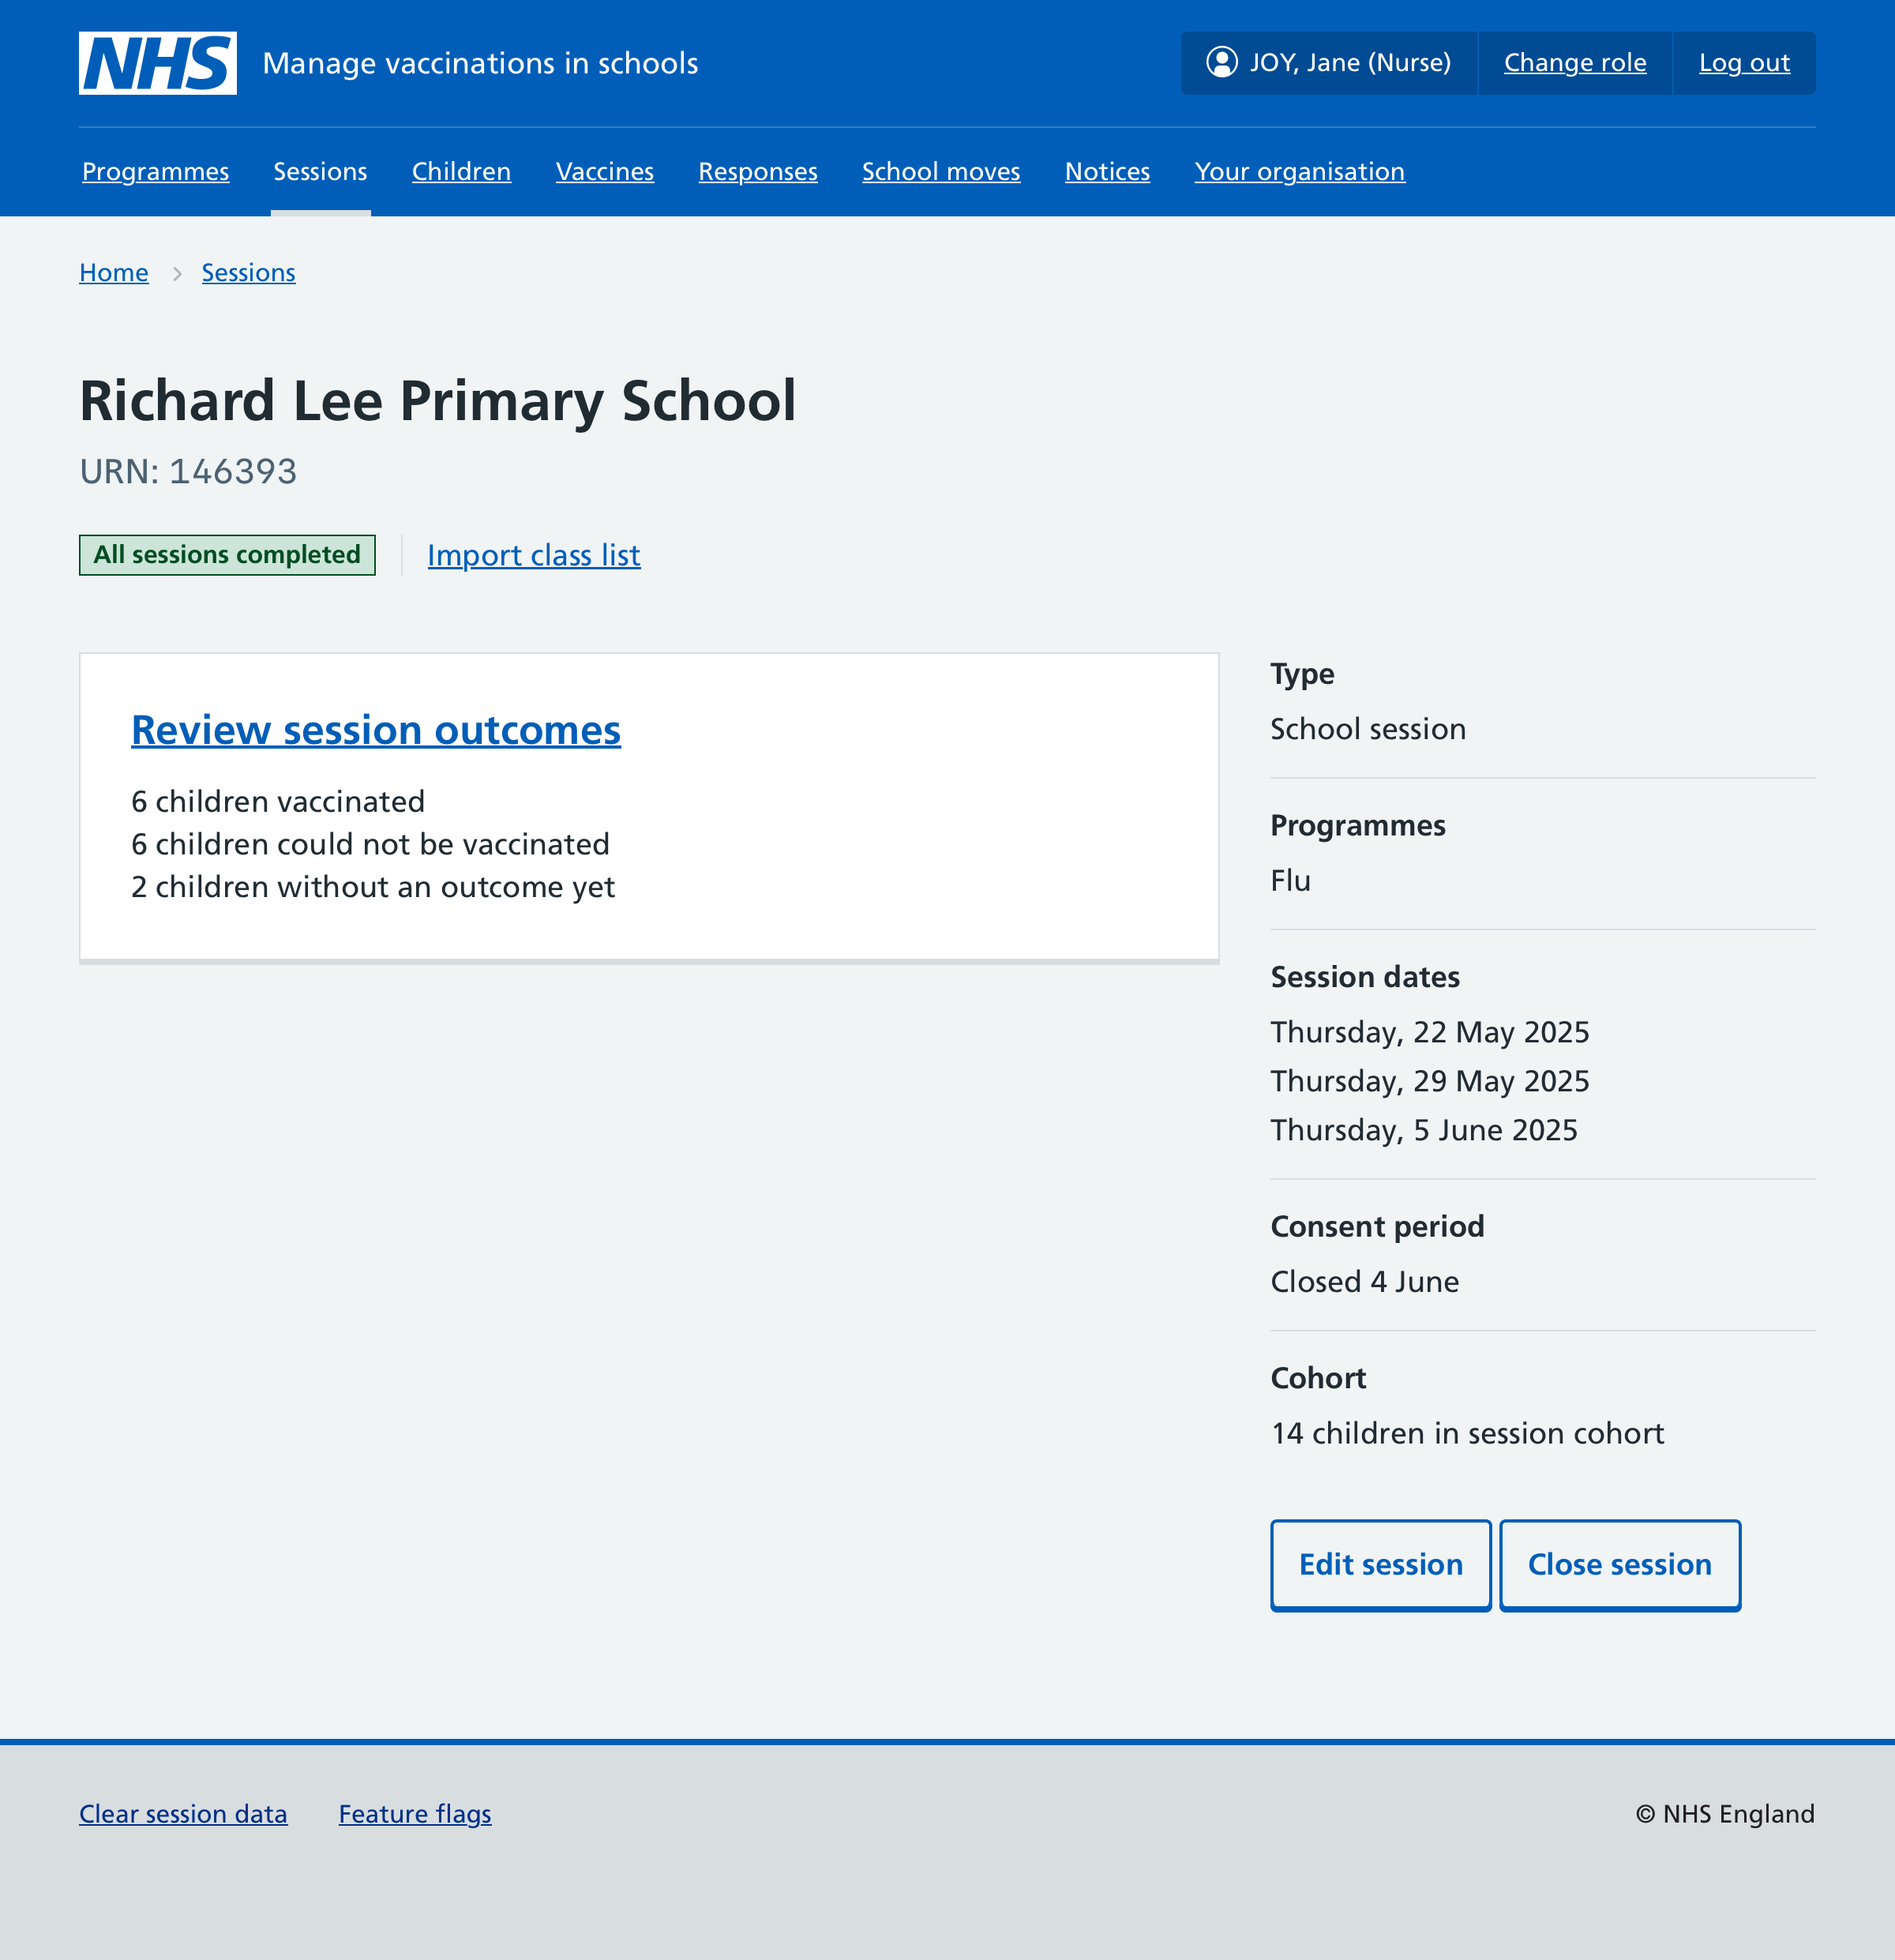 NHS Manage vaccinations in schools
JOY, Jane (Nurse) Change role Log out
Programmes Sessions Children Vaccines Responses School moves Notices Your organisation
Home Sessions
Richard Lee Primary School
URN: 146393
All sessions completed Import class list
Review session outcomes
6 children vaccinated
6 children could not be vaccinated
2 children without an outcome yet
Type
School session
Programmes
Flu
Session dates
Thursday, 22 May 2025
Thursday, 29 May 2025
Thursday, 5 June 2025
Consent period
Closed 4 June
Cohort
14 children in session cohort
Edit session Close session
Clear session data Feature flags © NHS England